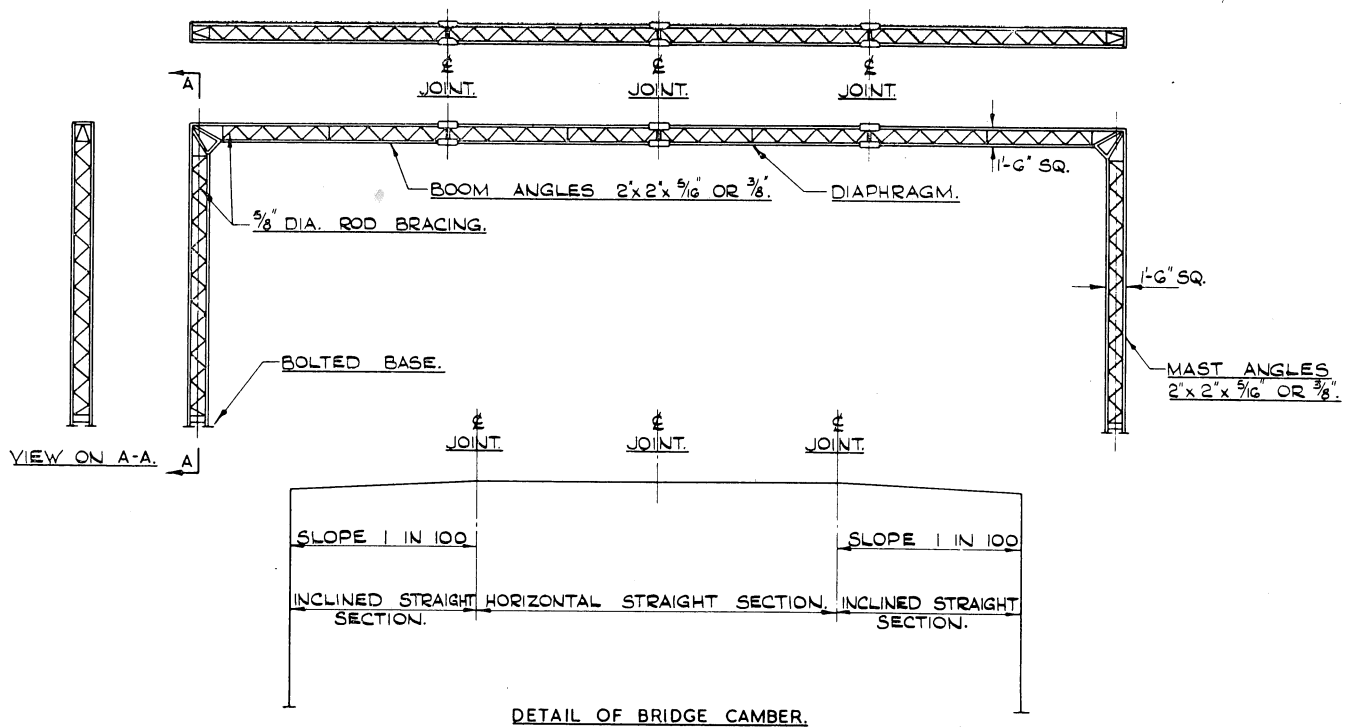 ℄
JOINT.
℄
JOINT.
℄
JOINT.
A
1'-6" SQ.
BOOM ANGLES 2"x 2"x 5/16" OR 3/8".
DIAPHRAGM.
5/8" DIA. ROD BRACING.
1'-6" SQ.
BOLTED BASE.
MAST ANGLES
2"x 2"x 5/16" OR 3/8".
VIEW ON A-A.
A
℄
JOINT.
℄
JOINT.
℄
JOINT.
SLOPE 1 IN 100
SLOPE 1 IN 100
INCLINED STRAIGHT
SECTION.
HORIZONTAL STRAIGHT SECTION.
INCLINED STRAIGHT
SECTION.
DETAIL OF BRIDGE CAMBER.